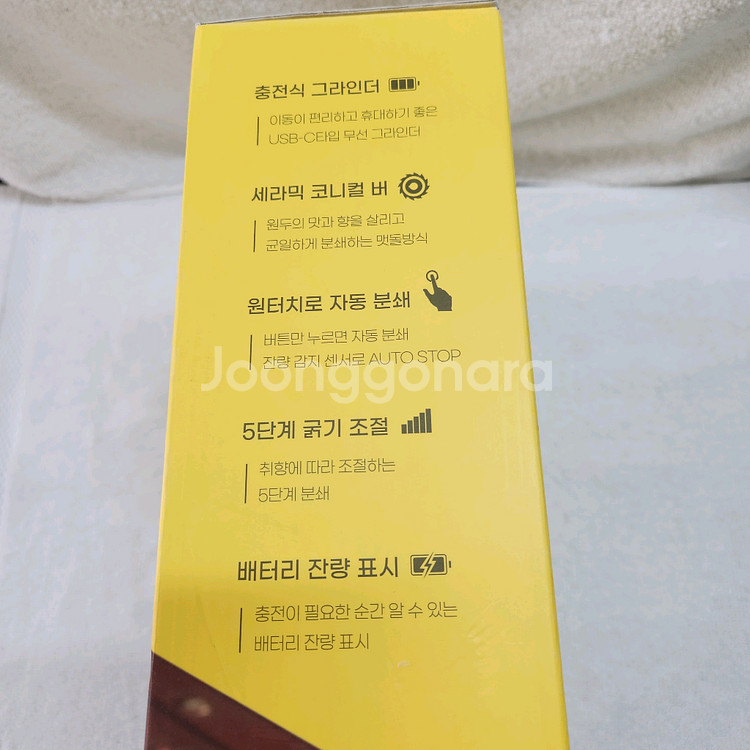 충전식 그라인더
이동이 편리하고 휴대하기 좋은
USB-C타입 무선 그라인더
세라믹 코니컬 버
원두의 맛과 향을 살리고
균일하게 분쇄하는 맷돌방식
원터치로 자동 분쇄
버튼만 누르면 자동 분쇄
잔량 감지 센서로 AUTO STOP
Joonggonara
5단계 굵기 조절
취향에 따라 조절하는
5단계 분쇄
배터리 잔량 표시
충전이 필요한 순간 알 수 있는
배터리 잔량 표시